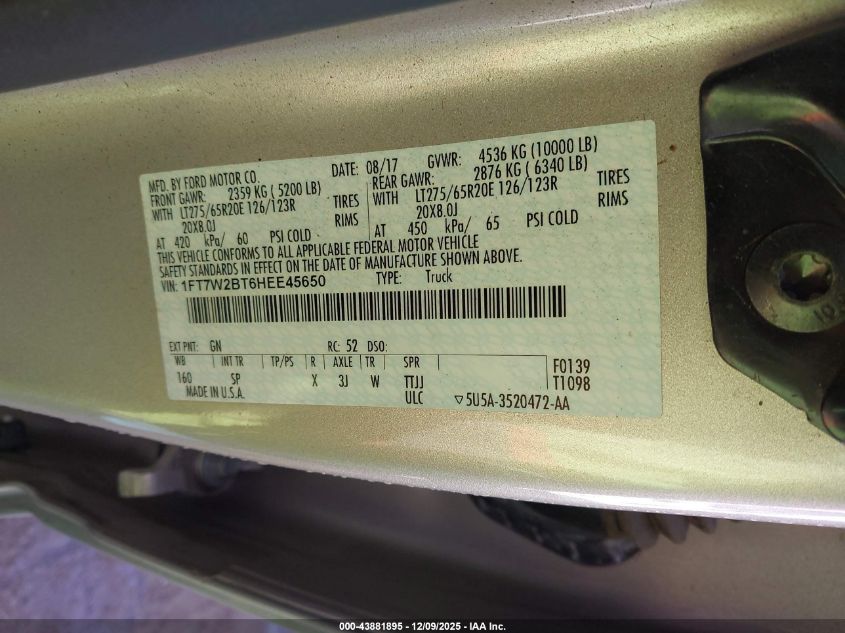 MFD. BY FORD MOTOR CO. DATE: 08/17 GVWR: 4536 KG (10000 LB)
FRONT GAWR: 2359 KG ( 5200 LB) REAR GAWR: 2876 KG ( 6340 LB)
WITH LT275/65R20E 126/123R TIRES WITH LT275/65R20E 126/123R TIRES
20X8.0J RIMS 20X8.0J RIMS
AT 420 kPa/ 60 PSI COLD AT 450 kPa/ 65 PSI COLD
THIS VEHICLE CONFORMS TO ALL APPLICABLE FEDERAL MOTOR VEHICLE
SAFETY STANDARDS IN EFFECT ON THE DATE OF MANUFACTURE SHOWN ABOVE.
VIN: 1FT7W2BT6HEE45650 TYPE: Truck
EXT PNT: GN RC: 52 DSO:
WB INT TR TP/PS R AXLE TR SPR F0139
160 SP X 3J W TTJJ T1098
MADE IN U.S.A. ULC ▽5U5A-3520472-AA
10
000-43881895 - 12/09/2025 - IAA Inc.